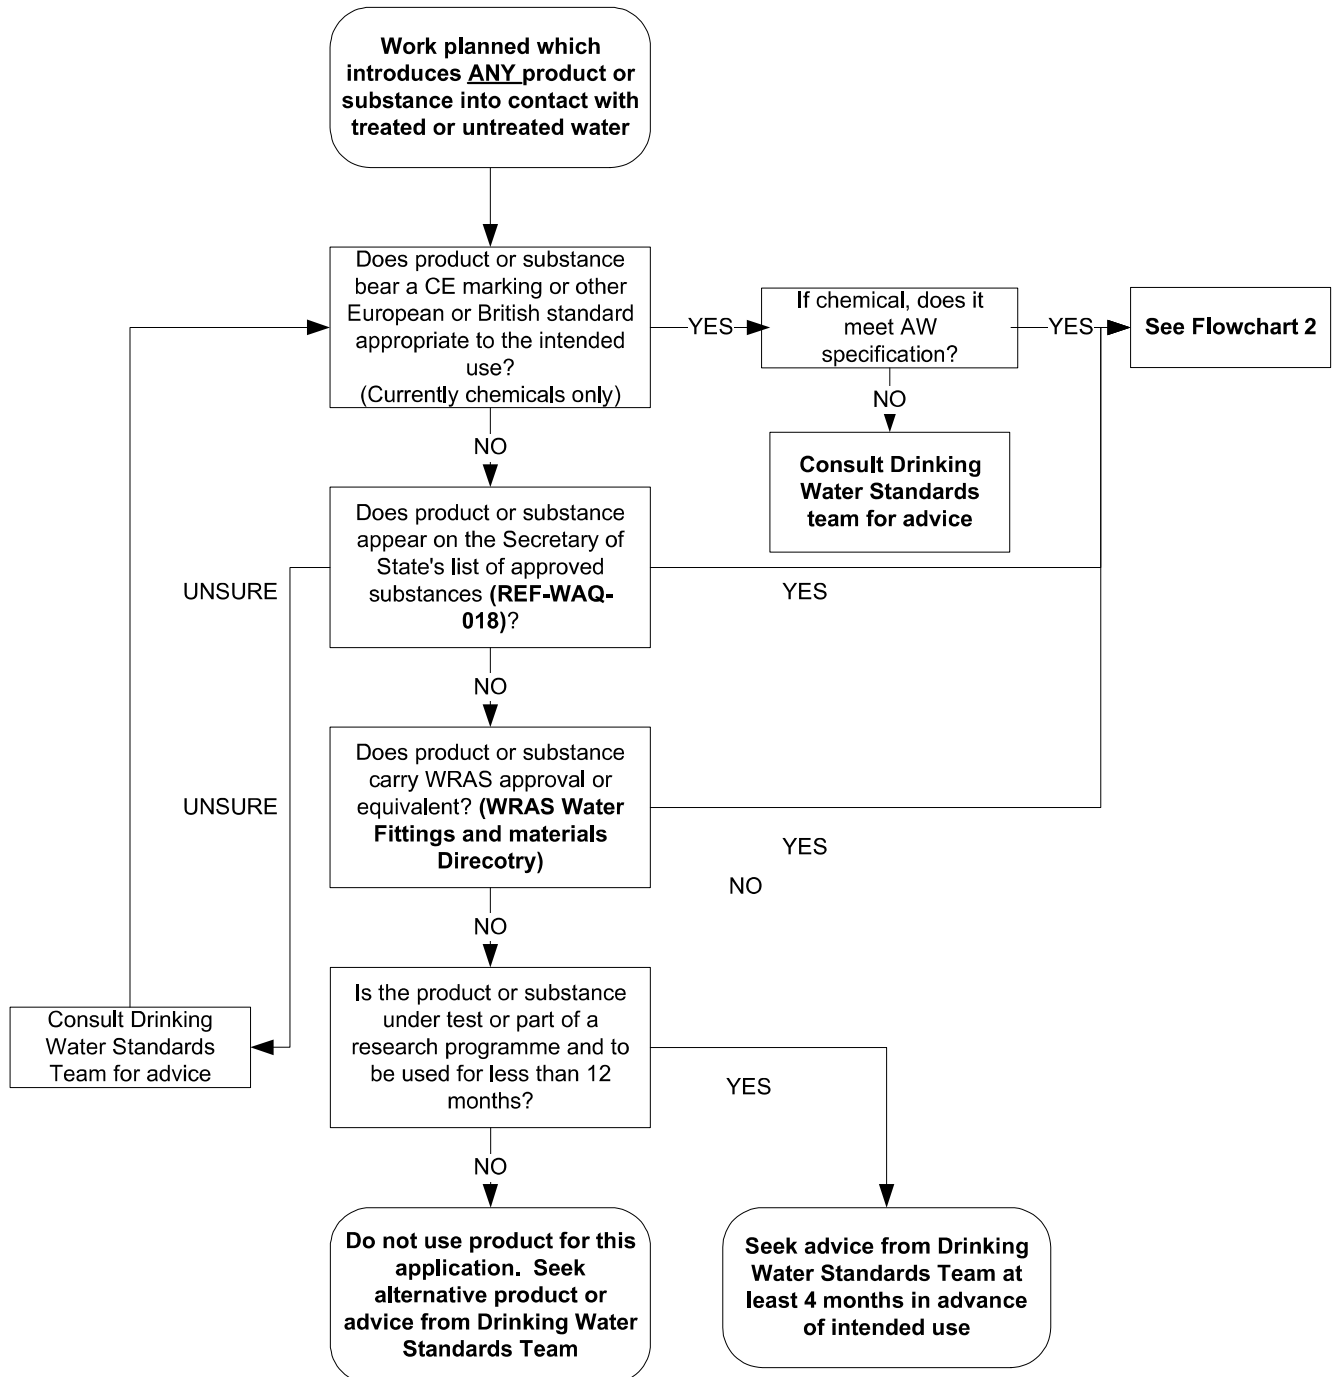 Work planned which
introduces ANY product or
substance into contact with
treated or untreated water
Does product or substance
bear a CE marking or other
European or British standard
appropriate to the intended
use?
(Currently chemicals only)
YES
If chemical, does it
meet AW
specification?
YES
See Flowchart 2
NO
Consult Drinking
Water Standards
team for advice
NO
Does product or substance
appear on the Secretary of
State's list of approved
substances (REF-WAQ-
018)?
UNSURE
YES
NO
Does product or substance
carry WRAS approval or
equivalent? (WRAS Water
Fittings and materials
Direcotry)
UNSURE
YES
NO
NO
Is the product or substance
under test or part of a
research programme and to
be used for less than 12
months?
Consult Drinking
Water Standards
Team for advice
YES
NO
Do not use product for this
application. Seek
alternative product or
advice from Drinking Water
Standards Team
Seek advice from Drinking
Water Standards Team at
least 4 months in advance
of intended use